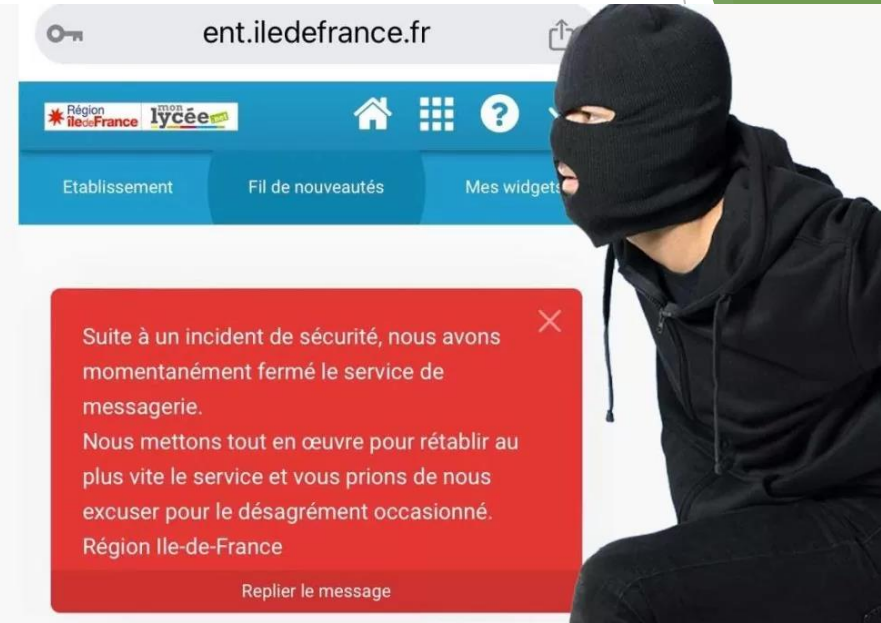 ent.iledefrance.fr
Région
îledeFrance
mon
lycée.net
?
Etablissement
Fil de nouveautés
Mes widgets
Suite à un incident de sécurité, nous avons
momentanément fermé le service de
messagerie.
Nous mettons tout en œuvre pour rétablir au
plus vite le service et vous prions de nous
excuser pour le désagrément occasionné.
Région Ile-de-France
Replier le message